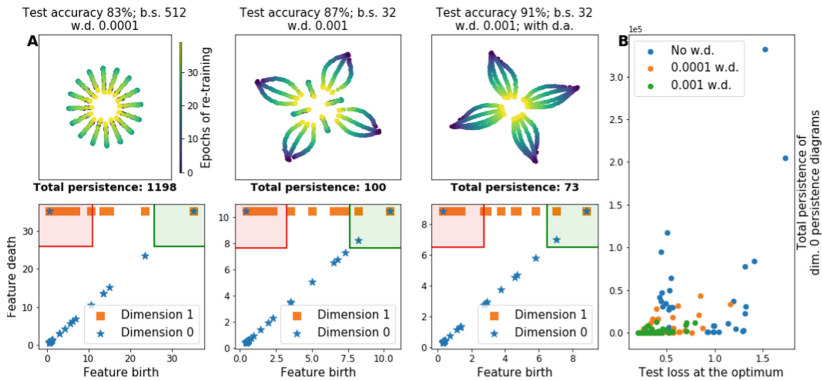 Test accuracy 83%; b.s. 512
w.d. 0.0001
Test accuracy 87%; b.s. 32
w.d. 0.001
Test accuracy 91%; b.s. 32
w.d. 0.001; with d.a.
A
30
20
10
0
Epochs of re-training
Total persistence: 1198
Total persistence: 100
Total persistence: 73
Feature death
30
20
10
0
0 10 20 30
Feature birth
Dimension 1
Dimension 0
10
8
6
4
2
0
0.0 2.5 5.0 7.5 10.0
Feature birth
Dimension 1
Dimension 0
8
6
4
2
0
0 2 4 6 8
Feature birth
Dimension 1
Dimension 0
B
1e5
No w.d.
0.0001 w.d.
0.001 w.d.
3.5
3.0
2.5
2.0
1.5
1.0
0.5
0.0
0.5 1.0 1.5
Test loss at the optimum
Total persistence of
dim. 0 persistence diagrams